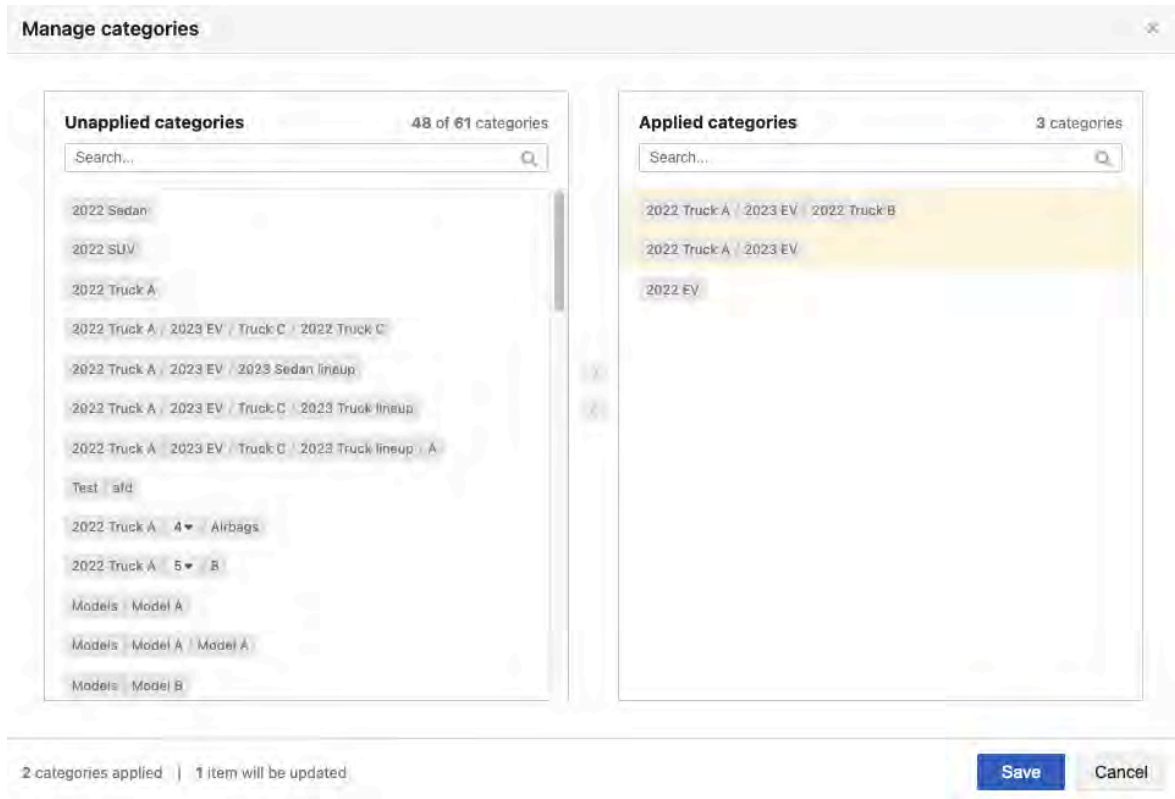 Manage categories
Unapplied categories 48 of 61 categories
Search...
2022 Sedan
2022 SUV
2022 Truck A
2022 Truck A / 2023 EV / Truck C / 2022 Truck C
2022 Truck A / 2023 EV / 2023 Sedan lineup
2022 Truck A / 2023 EV / Truck C / 2023 Truck lineup
2022 Truck A / 2023 EV / Truck C / 2023 Truck lineup / A
Test / afd
2022 Truck A / 4 / Airbags
2022 Truck A / 5 / B
Models / Model A
Models / Model A / Model A
Models / Model B
Applied categories 3 categories
Search...
2022 Truck A / 2023 EV / 2022 Truck B
2022 Truck A / 2023 EV
2022 EV
2 categories applied | 1 item will be updated
Save Cancel